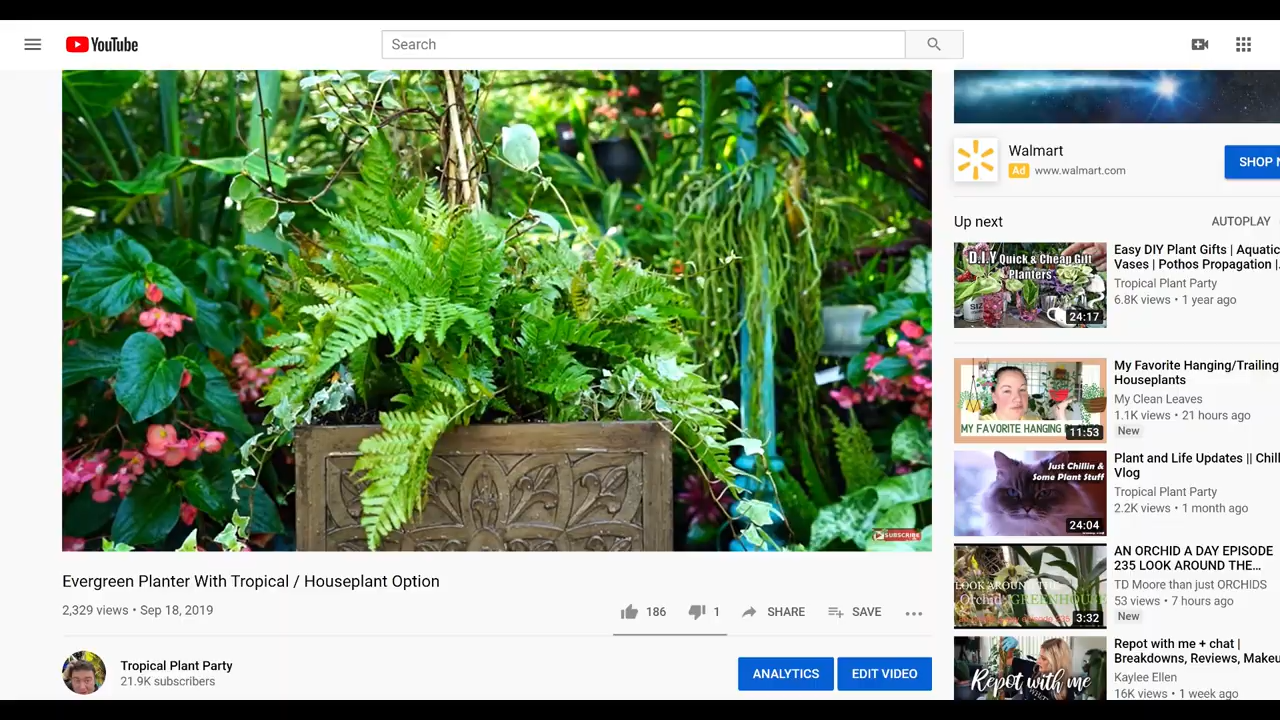 YouTube
Search
SUBSCRIBE
Evergreen Planter With Tropical / Houseplant Option
2,329 views • Sep 18, 2019
186
1
SHARE
SAVE
Tropical Plant Party
21.9K subscribers
ANALYTICS
EDIT VIDEO
Walmart
Ad www.walmart.com
SHOP N
Up next
AUTOPLAY
D.I.Y Quick & Cheap Gift
Planters
24:17
Easy DIY Plant Gifts | Aquatic
Vases | Pothos Propagation |
Tropical Plant Party
6.8K views • 1 year ago
MY FAVORITE HANGING
11:53
My Favorite Hanging/Trailing
Houseplants
My Clean Leaves
1.1K views • 21 hours ago
New
Just Chillin &
Some Plant Stuff
24:04
Plant and Life Updates || Chill
Vlog
Tropical Plant Party
2.2K views • 1 month ago
LOOK AROUND THE
Orchid GREENHOUSE
3:32
AN ORCHID A DAY EPISODE
235 LOOK AROUND THE...
TD Moore than just ORCHIDS
53 views • 7 hours ago
New
Repot with me
Repot with me + chat |
Breakdowns, Reviews, Makeu
Kaylee Ellen
16K views • 1 week ago